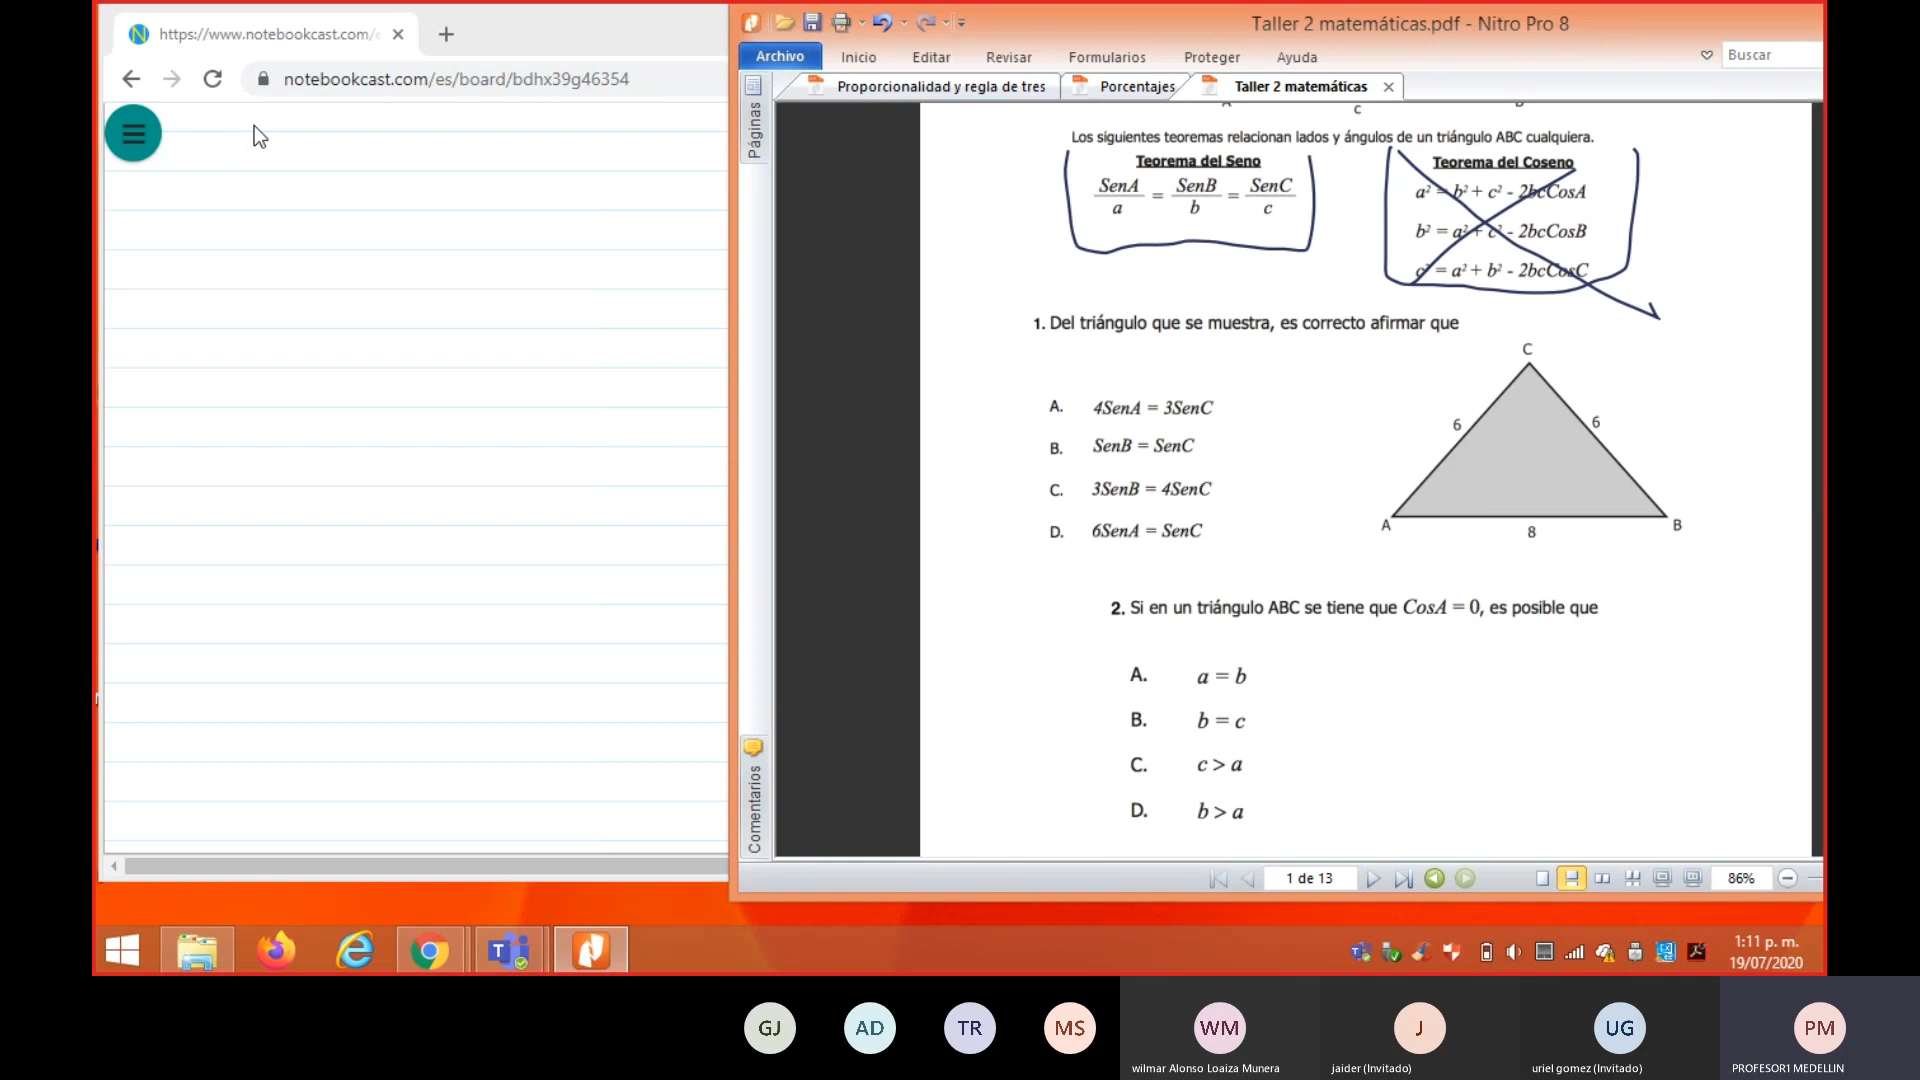 https://www.notebookcast.com/e
notebookcast.com/es/board/bdhx39g46354
Taller 2 matemáticas.pdf - Nitro Pro 8
Archivo Inicio Editar Revisar Formularios Proteger Ayuda Buscar
Proporcionalidad y regla de tres Porcentajes Taller 2 matemáticas
Páginas
Comentarios
C
Los siguientes teoremas relacionan lados y ángulos de un triángulo ABC cualquiera.
Teorema del Seno
SenA/a = SenB/b = SenC/c
Teorema del Coseno
a² = b² + c² - 2bcCosA
b² = a² + c² - 2bcCosB
c² = a² + b² - 2bcCosC
1. Del triángulo que se muestra, es correcto afirmar que
A. 4SenA = 3SenC
B. SenB = SenC
C. 3SenB = 4SenC
D. 6SenA = SenC
C
6 6
A B
8
2. Si en un triángulo ABC se tiene que CosA = 0, es posible que
A. a = b
B. b = c
C. c > a
D. b > a
1 de 13
86%
1:11 p. m.
19/07/2020
GJ AD TR MS WM J UG PM
wilmar Alonso Loaiza Munera
jaider (Invitado)
uriel gomez (Invitado)
PROFESOR1 MEDELLIN